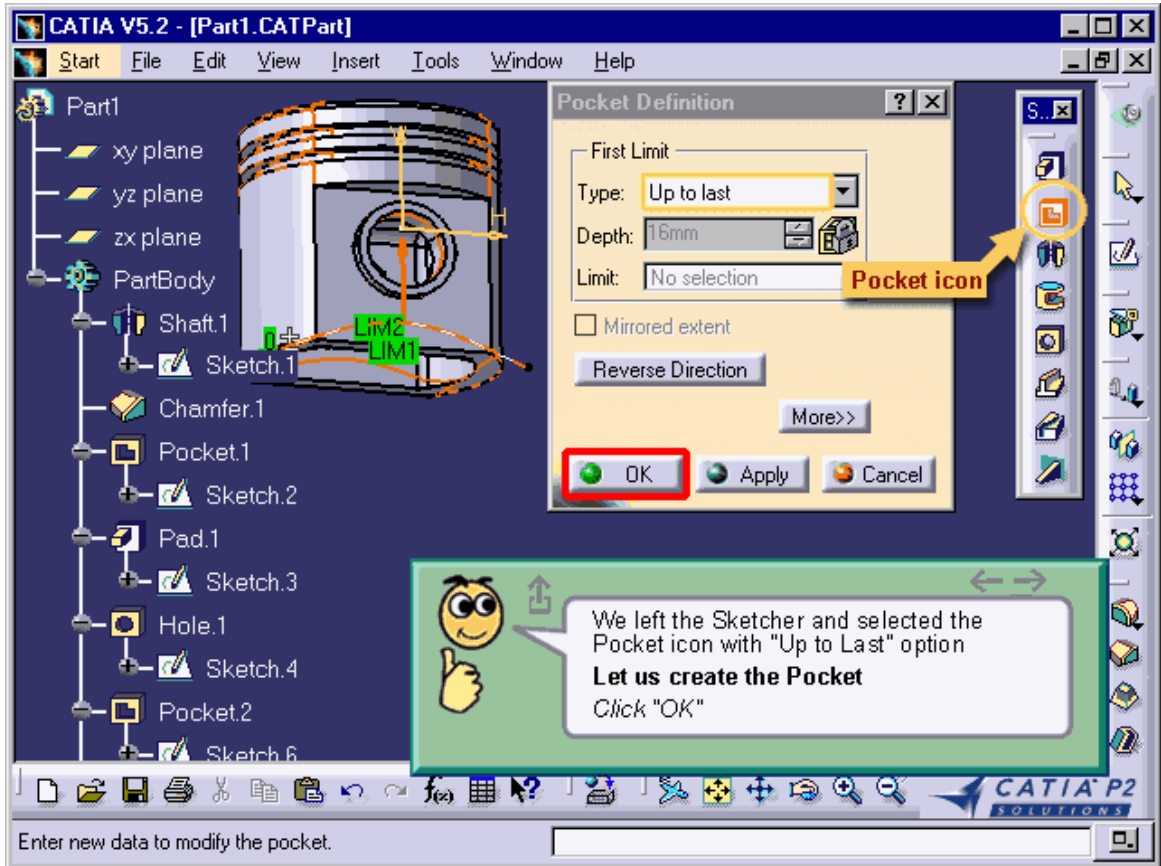 CATIA V5.2 - [Part1.CATPart]
Start File Edit View Insert Tools Window Help
Part1
xy plane
yz plane
zx plane
PartBody
Shaft.1
Sketch.1
Chamfer.1
Pocket.1
Sketch.2
Pad.1
Sketch.3
Hole.1
Sketch.4
Pocket.2
Sketch.6
V
H
0
LIM2
LIM1
Pocket Definition
First Limit
Type: Up to last
Depth: 16mm
Limit: No selection
Mirrored extent
Reverse Direction
More>>
OK Apply Cancel
S...
Pocket icon
We left the Sketcher and selected the
Pocket icon with "Up to Last" option
Let us create the Pocket
Click "OK"
f(x)
CATIA P2
SOLUTIONS
Enter new data to modify the pocket.